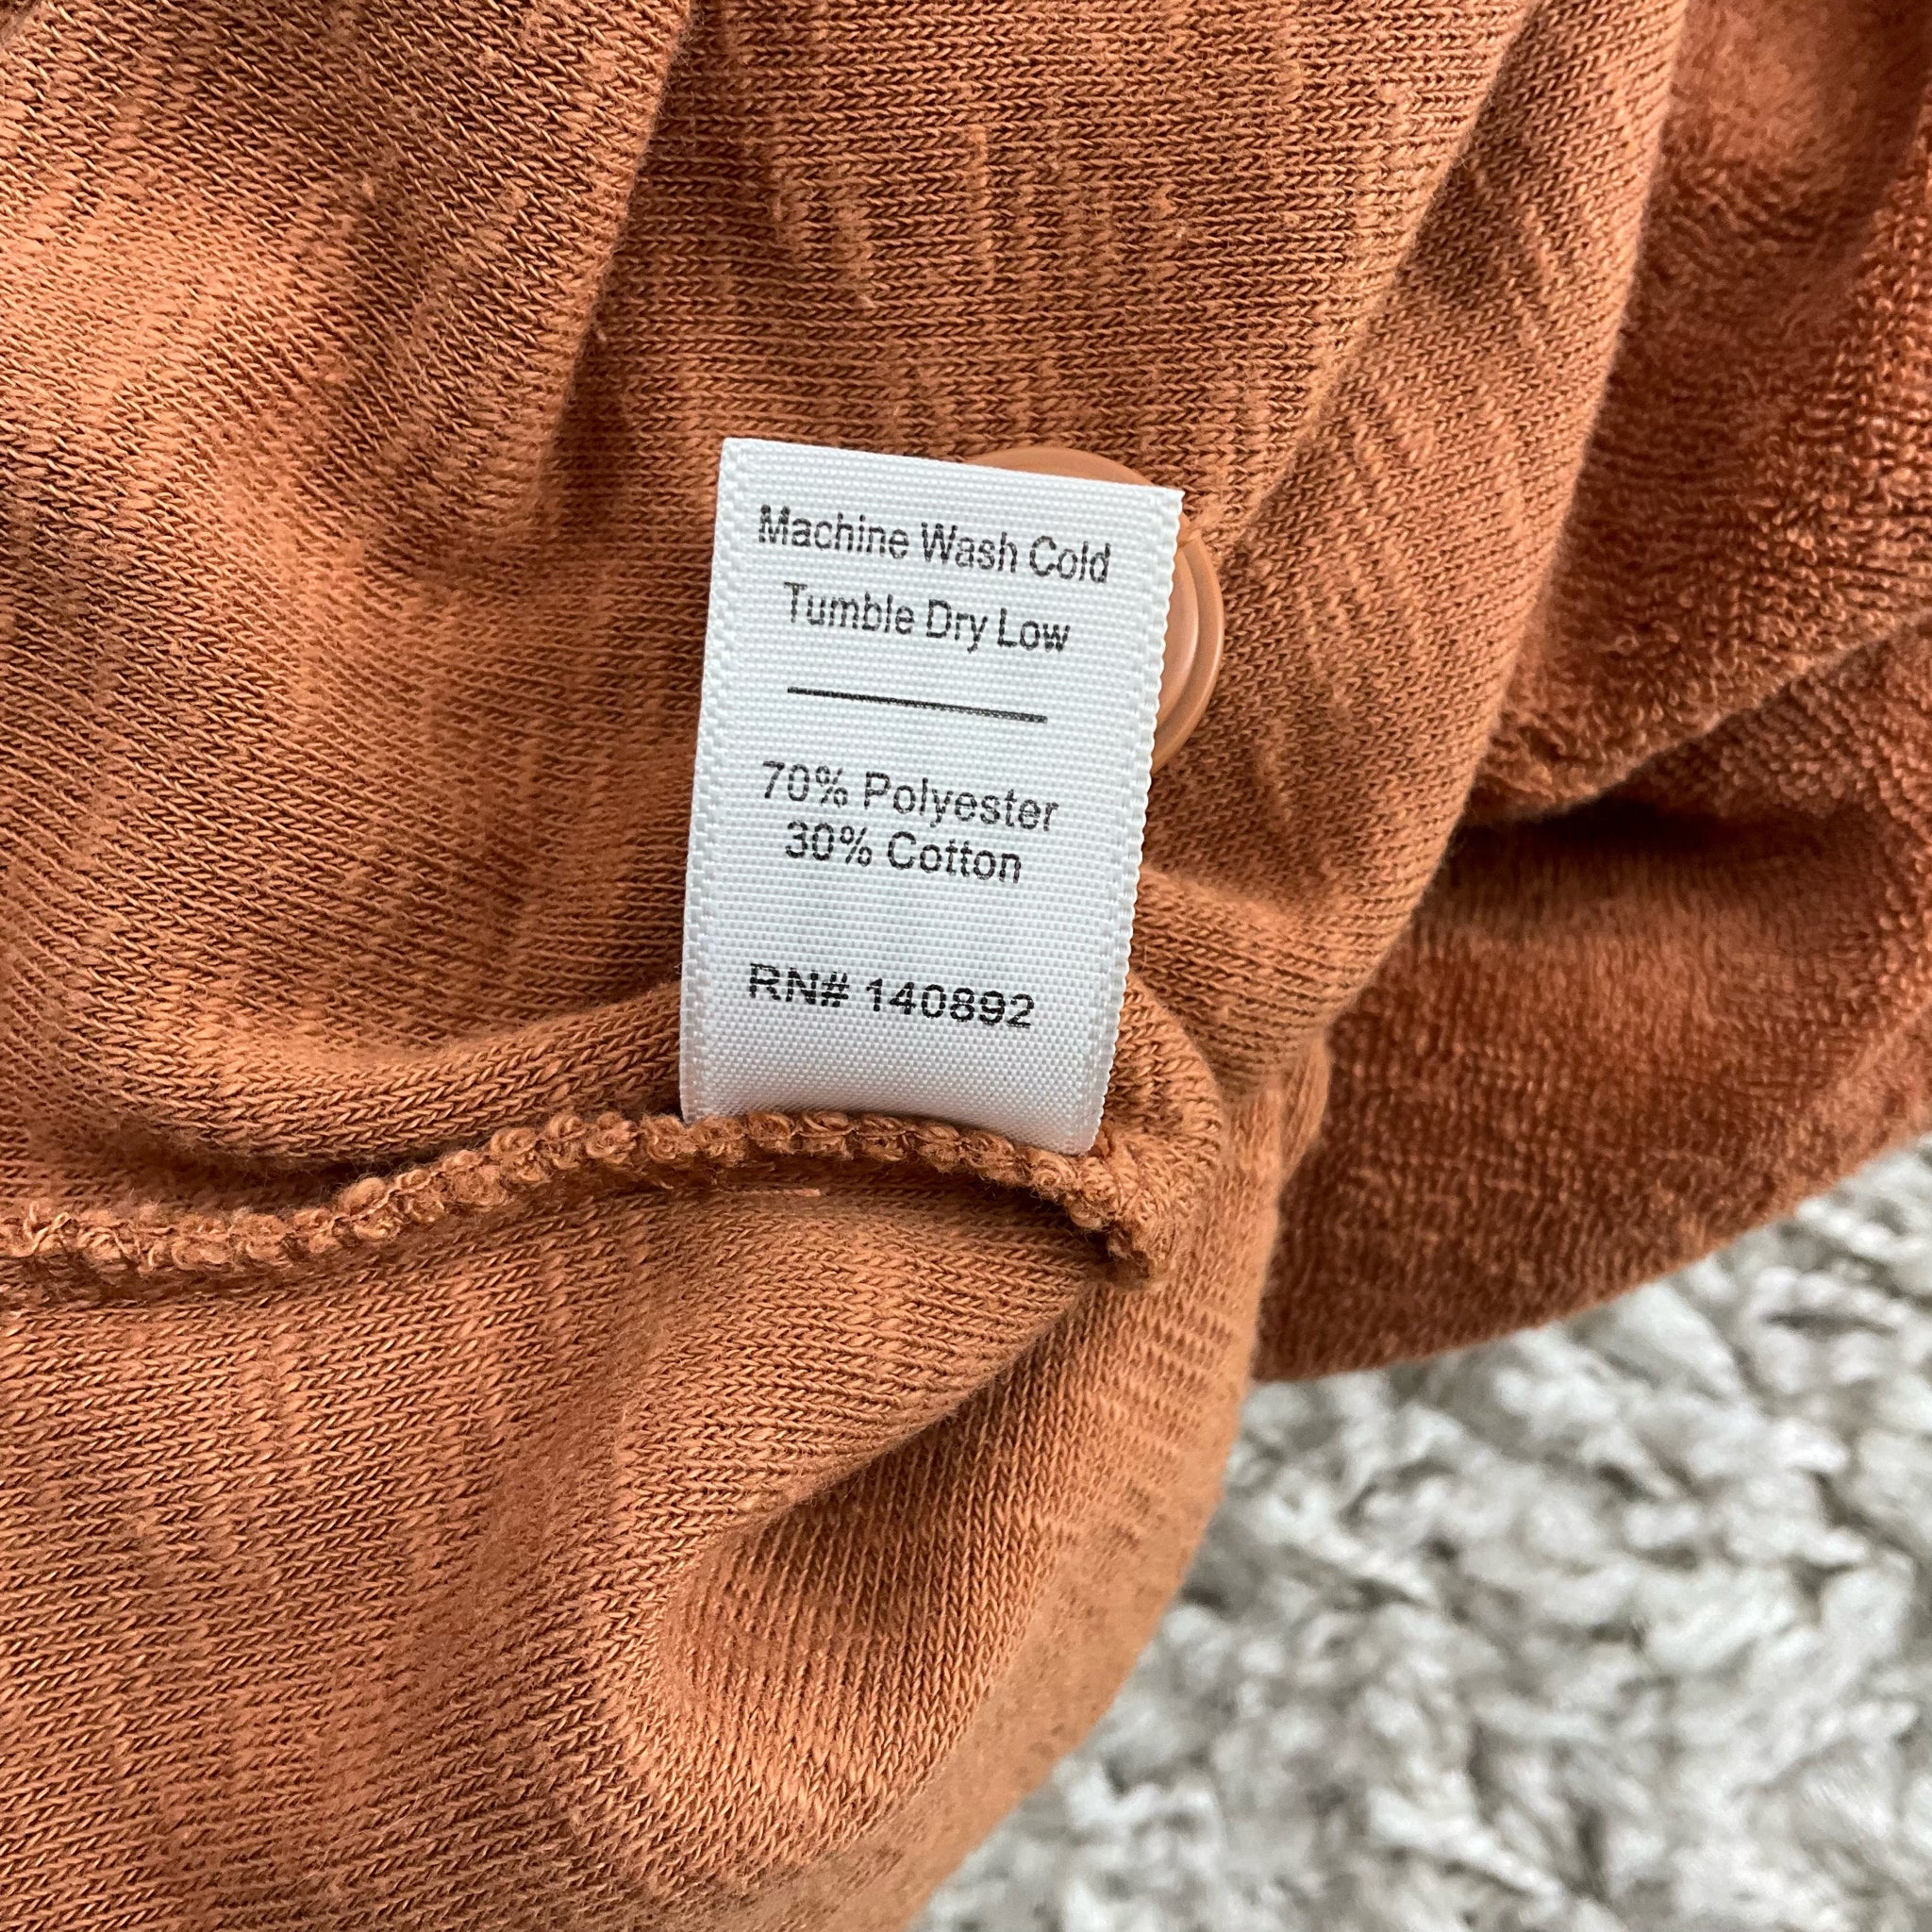 Machine Wash Cold
Tumble Dry Low
70% Polyester
30% Cotton
RN# 140892